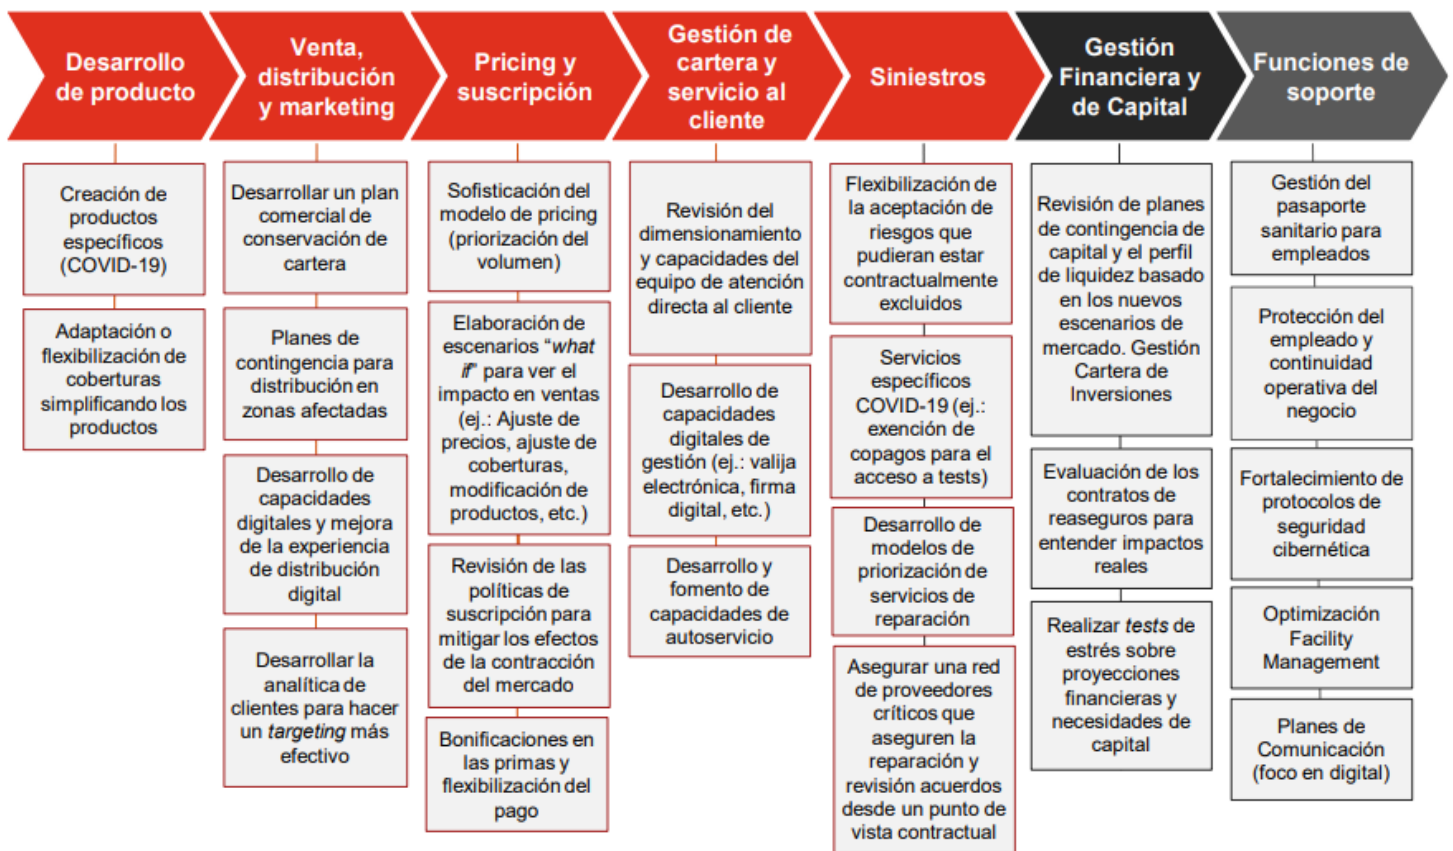 Desarrollo
de producto
Venta,
distribución
y marketing
Pricing y
suscripción
Gestión de
cartera y
servicio al
cliente
Siniestros
Gestión
Financiera y
de Capital
Funciones de
soporte
Creación de
productos
específicos
(COVID-19)
Adaptación o
flexibilización de
coberturas
simplificando los
productos
Desarrollar un plan
comercial de
conservación de
cartera
Planes de
contingencia para
distribución en
zonas afectadas
Desarrollo de
capacidades
digitales y mejora
de la experiencia
de distribución
digital
Desarrollar la
analítica de
clientes para hacer
un targeting más
efectivo
Sofisticación del
modelo de pricing
(priorización del
volumen)
Elaboración de
escenarios “what
if” para ver el
impacto en ventas
(ej.: Ajuste de
precios, ajuste de
coberturas,
modificación de
productos, etc.)
Revisión de las
políticas de
suscripción para
mitigar los efectos
de la contracción
del mercado
Bonificaciones en
las primas y
flexibilización del
pago
Revisión del
dimensionamiento
y capacidades del
equipo de atención
directa al cliente
Desarrollo de
capacidades
digitales de
gestión (ej.: valija
electrónica, firma
digital, etc.)
Desarrollo y
fomento de
capacidades de
autoservicio
Flexibilización de
la aceptación de
riesgos que
pudieran estar
contractualmente
excluidos
Servicios
específicos
COVID-19 (ej.:
exención de
copagos para el
acceso a tests)
Desarrollo de
modelos de
priorización de
servicios de
reparación
Asegurar una red
de proveedores
críticos que
aseguren la
reparación y
revisión acuerdos
desde un punto de
vista contractual
Revisión de planes
de contingencia de
capital y el perfil
de liquidez basado
en los nuevos
escenarios de
mercado. Gestión
Cartera de
Inversiones
Evaluación de los
contratos de
reaseguros para
entender impactos
reales
Realizar tests de
estrés sobre
proyecciones
financieras y
necesidades de
capital
Gestión del
pasaporte
sanitario para
empleados
Protección del
empleado y
continuidad
operativa del
negocio
Fortalecimiento de
protocolos de
seguridad
cibernética
Optimización
Facility
Management
Planes de
Comunicación
(foco en digital)